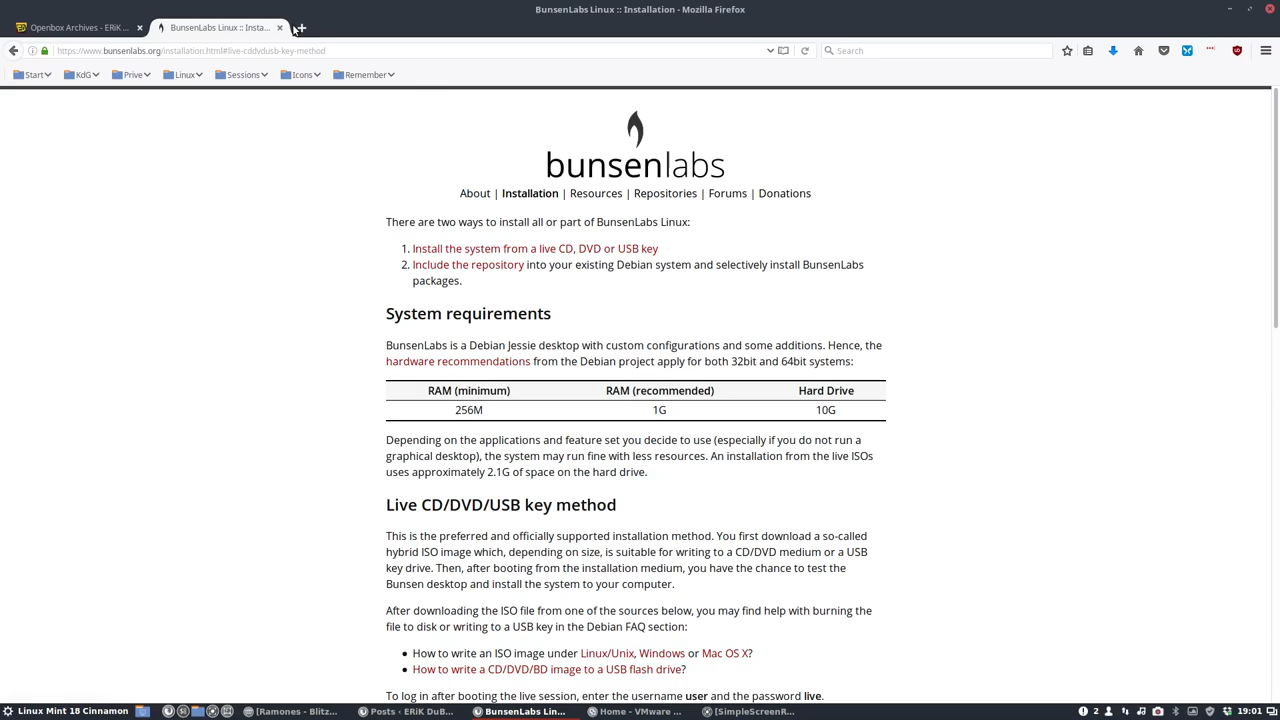 BunsenLabs Linux :: Installation - Mozilla Firefox
Openbox Archives - ERiK ...
BunsenLabs Linux :: Insta...
https://www.bunsenlabs.org/installation.html#live-cddvdusb-key-method
Search
Start KdG Prive Linux Sessions Icons Remember
bunsenlabs
About | Installation | Resources | Repositories | Forums | Donations
There are two ways to install all or part of BunsenLabs Linux:
1. Install the system from a live CD, DVD or USB key
2. Include the repository into your existing Debian system and selectively install BunsenLabs
packages.
System requirements
BunsenLabs is a Debian Jessie desktop with custom configurations and some additions. Hence, the
hardware recommendations from the Debian project apply for both 32bit and 64bit systems:
RAM (minimum) RAM (recommended) Hard Drive
256M 1G 10G
Depending on the applications and feature set you decide to use (especially if you do not run a
graphical desktop), the system may run fine with less resources. An installation from the live ISOs
uses approximately 2.1G of space on the hard drive.
Live CD/DVD/USB key method
This is the preferred and officially supported installation method. You first download a so-called
hybrid ISO image which, depending on size, is suitable for writing to a CD/DVD medium or a USB
key drive. Then, after booting from the installation medium, you have the chance to test the
Bunsen desktop and install the system to your computer.
After downloading the ISO file from one of the sources below, you may find help with burning the
file to disk or writing to a USB key in the Debian FAQ section:
• How to write an ISO image under Linux/Unix, Windows or Mac OS X?
• How to write a CD/DVD/BD image to a USB flash drive?
To log in after booting the live session, enter the username user and the password live.
Linux Mint 18 Cinnamon [Ramones - Blitz... Posts ‹ ERiK DuB... BunsenLabs Lin... Home - VMware ... [SimpleScreenR... 2 19:01